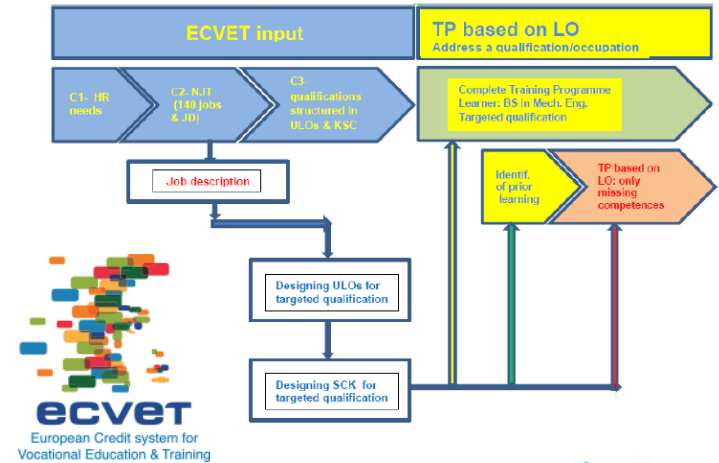 ECVET input
TP based on LO
Address a qualification/occupation
C1- HR
needs
C2- NJT
(140 jobs
& JD)
C3-
qualifications
structured in
ULOs & KSC
Complete Training Programme
Learner: BS in Mech. Eng.
Targeted qualification
Job description
Identif.
of prior
learning
TP based on
LO: only
missing
competences
Designing ULOs for
targeted qualification
Designing SCK for
targeted qualification
ecvet
European Credit system for
Vocational Education & Training